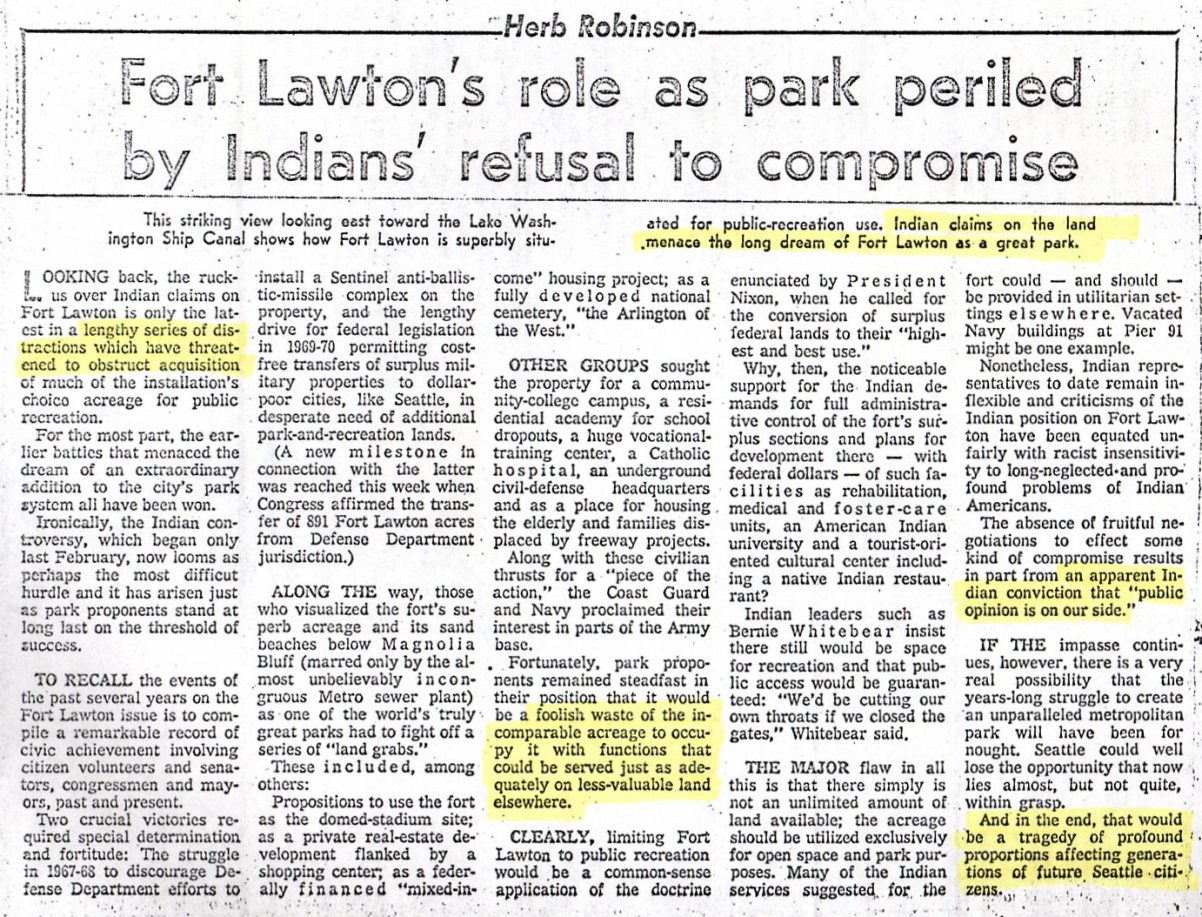 Herb Robinson
Fort Lawton's role as park periled
by Indians' refusal to compromise
This striking view looking east toward the Lake Wash-
ington Ship Canal shows how Fort Lawton is superbly situ-
ated for public-recreation use. Indian claims on the land
menace the long dream of Fort Lawton as a great park.
LOOKING back, the ruck-
us over Indian claims on
Fort Lawton is only the lat-
est in a lengthy series of dis-
tractions which have threat-
ened to obstruct acquisition
of much of the installation's
choice acreage for public
recreation.
For the most part, the ear-
lier battles that menaced the
dream of an extraordinary
addition to the city's park
system all have been won.
Ironically, the Indian con-
troversy, which began only
last February, now looms as
perhaps the most difficut
hurdle and it has arisen just
as park proponents stand at
long last on the threshold of
success.
TO RECALL the events of
the past several years on the
Fort Lawton issue is to com-
pile a remarkable record of
civic achievement involving
citizen volunteers and sena-
tors, congressmen and may-
ors, past and present.
Two crucial victories re-
quired special determination
and fortitude: The struggle
in 1967-68 to discourage De-
fense Department efforts to
install a Sentinel anti-ballis-
tic-missile complex on the
property, and the lengthy
drive for federal legislation
in 1969-70 permitting cost-
free transfers of surplus mil-
itary properties to dollar-
poor cities, like Seattle, in
desperate need of additional
park-and-recreation lands.
(A new milestone in
connection with the latter
was reached this week when
Congress affirmed the trans-
fer of 891 Fort Lawton acres
from Defense Department
jurisdiction.)
ALONG THE way, those
who visualized the fort's su-
perb acreage and its sand
beaches below Magnolia
Bluff (marred only by the al-
most unbelievably incon-
gruous Metro sewer plant)
as one of the world's truly
great parks had to fight off a
series of "land grabs."
These included, among
others:
Propositions to use the fort
as the domed-stadium site;
as a private real-estate de-
velopment flanked by a
shopping center; as a feder-
ally financed "mixed-in-
come" housing project; as a
fully developed national
cemetery, "the Arlington of
the West."
OTHER GROUPS sought
the property for a commu-
nity-college campus, a resi-
dential academy for school
dropouts, a huge vocational-
training center, a Catholic
hospital, an underground
civil-defense headquarters
and as a place for housing
the elderly and families dis-
placed by freeway projects.
Along with these civilian
thrusts for a "piece of the
action," the Coast Guard
and Navy proclaimed their
interest in parts of the Army
base.
Fortunately, park propo-
nents remained steadfast in
their position that it would
be a foolish waste of the in-
comparable acreage to occu-
py it with functions that
could be served just as ade-
quately on less-valuable land
elsewhere.
CLEARLY, limiting Fort
Lawton to public recreation
would be a common-sense
application of the doctrine
enunciated by President
Nixon, when he called for
the conversion of surplus
federal lands to their "high-
est and best use."
Why, then, the noticeable
support for the Indian de-
mands for full administra-
tive control of the fort's sur-
plus sections and plans for
development there — with
federal dollars — of such fa-
cilities as rehabilitation,
medical and foster-care
units, an American Indian
university and a tourist-ori-
ented cultural center includ-
ing a native Indian restau-
rant?
Indian leaders such as
Bernie Whitebear insist
there still would be space
for recreation and that pub-
lic access would be guaran-
teed: "We'd be cutting our
own throats if we closed the
gates," Whitebear said.
THE MAJOR flaw in all
this is that there simply is
not an unlimited amount of
land available; the acreage
should be utilized exclusively
for open space and park pur-
poses. Many of the Indian
services suggested for the
fort could — and should —
be provided in utilitarian set-
tings elsewhere. Vacated
Navy buildings at Pier 91
might be one example.
Nonetheless, Indian repre-
sentatives to date remain in-
flexible and criticisms of the
Indian position on Fort Law-
ton have been equated un-
fairly with racist insensitivi-
ty to long-neglected and pro-
found problems of Indian
Americans.
The absence of fruitful ne-
gotiations to effect some
kind of compromise results
in part from an apparent In-
dian conviction that "public
opinion is on our side."
IF THE impasse contin-
ues, however, there is a very
real possibility that the
years-long struggle to create
an unparalleled metropolitan
park will have been for
nought. Seattle could well
lose the opportunity that now
lies almost, but not quite,
within grasp.
And in the end, that would
be a tragedy of profound
proportions affecting genera-
tions of future Seattle citi-
zens.